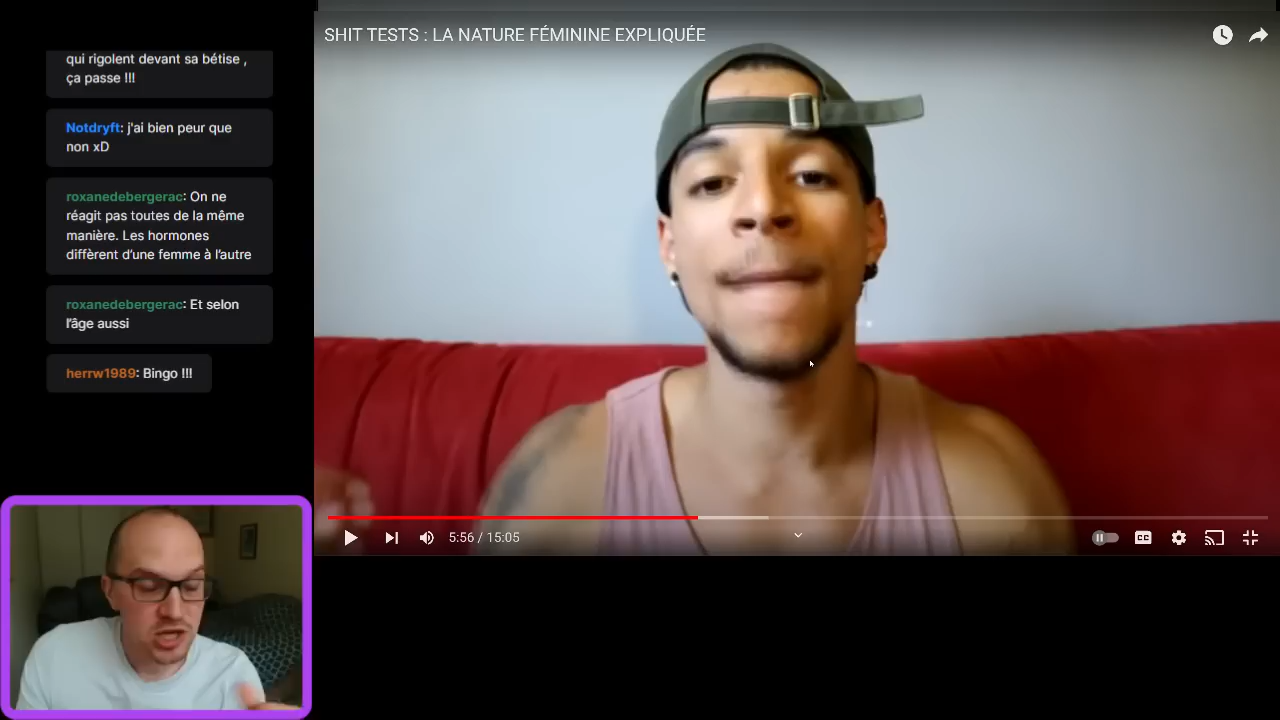 qui rigolent devant sa bétise ,
ça passe !!!
Notdryft: j'ai bien peur que
non xD
roxanedebergerac: On ne
réagit pas toutes de la même
manière. Les hormones
diffèrent d'une femme à l'autre
roxanedebergerac: Et selon
l'âge aussi
herrw1989: Bingo !!!
SHIT TESTS : LA NATURE FÉMININE EXPLIQUÉE
5:56 / 15:05
CC